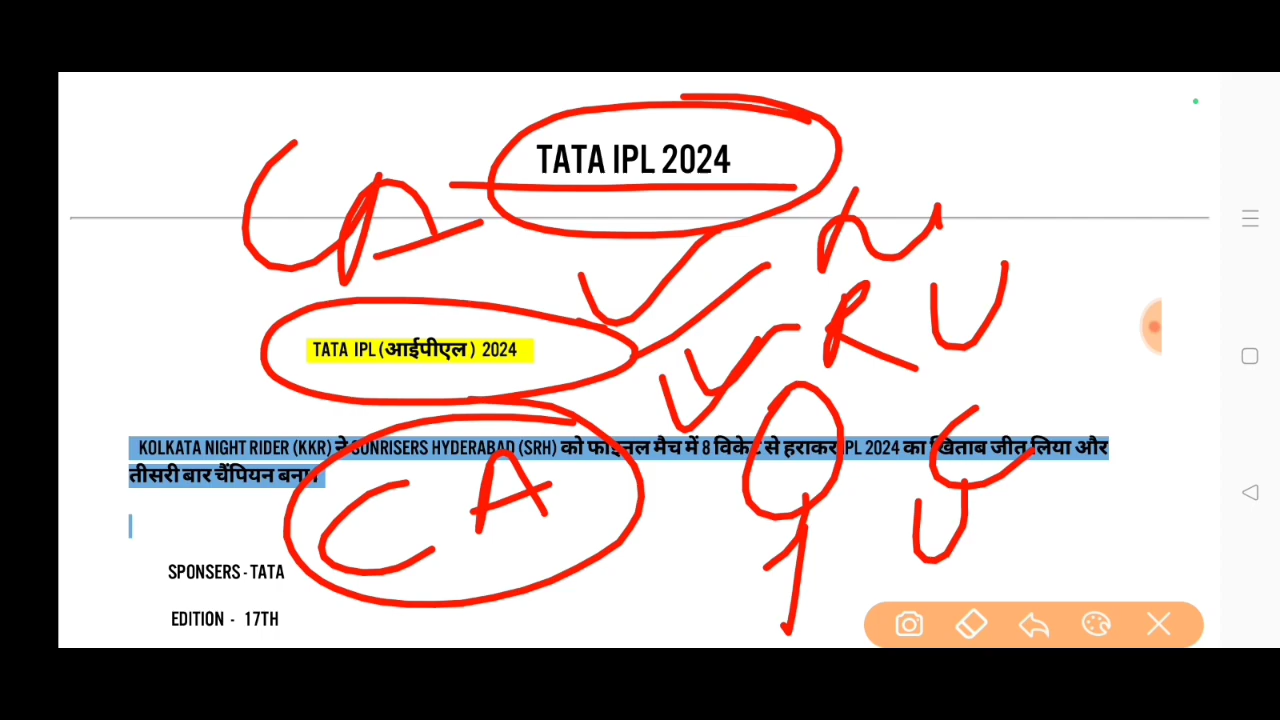 TATA IPL 2024
TATA IPL (आईपीएल) 2024
KOLKATA NIGHT RIDER (KKR) ने SUNRISERS HYDERABAD (SRH) को फाइनल मैच में 8 विकेट से हराकर IPL 2024 का खिताब जीत लिया और
तीसरी बार चैंपियन बना।
CA
SPONSERS - TATA
EDITION - 17TH